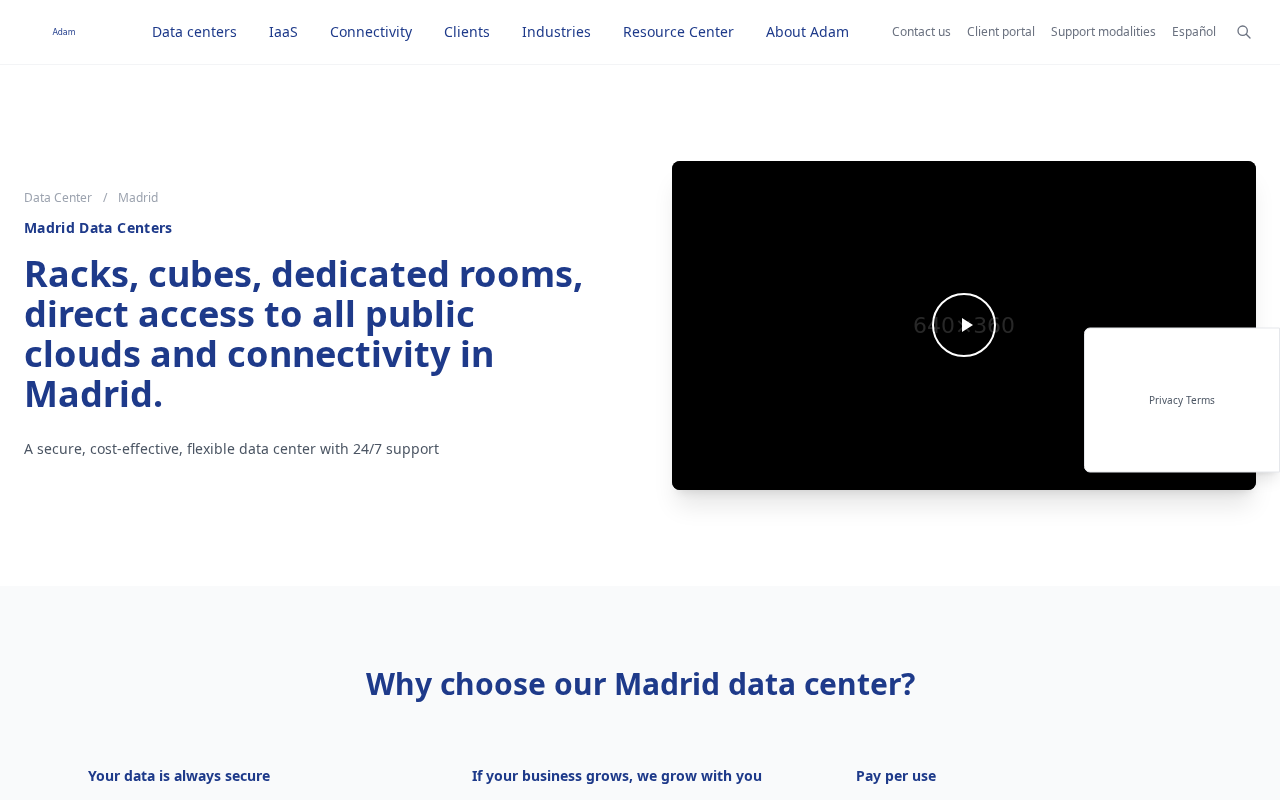 Adam
Data centers
IaaS
Connectivity
Clients
Industries
Resource Center
About Adam
Contact us
Client portal
Support modalities
Español
Data Center / Madrid
Madrid Data Centers
Racks, cubes, dedicated rooms,
direct access to all public
clouds and connectivity in
Madrid.
A secure, cost-effective, flexible data center with 24/7 support
640×360
Privacy Terms
Why choose our Madrid data center?
Your data is always secure
If your business grows, we grow with you
Pay per use